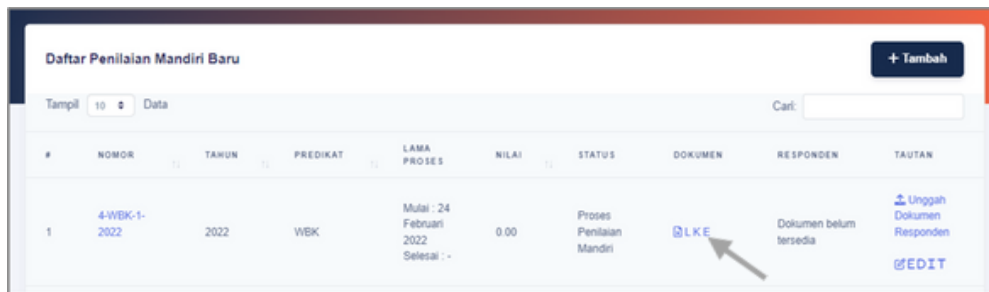 Daftar Penilaian Mandiri Baru
+ Tambah
Tampil 10 Data
Cari:
# NOMOR TAHUN PREDIKAT LAMA PROSES NILAI STATUS DOKUMEN RESPONDEN TAUTAN
1
4-WBK-1-
2022
2022
WBK
Mulai : 24
Februari
2022
Selesai : -
0.00
Proses
Penilaian
Mandiri
LKE
Dokumen belum
tersedia
Unggah
Dokumen
Responden
EDIT